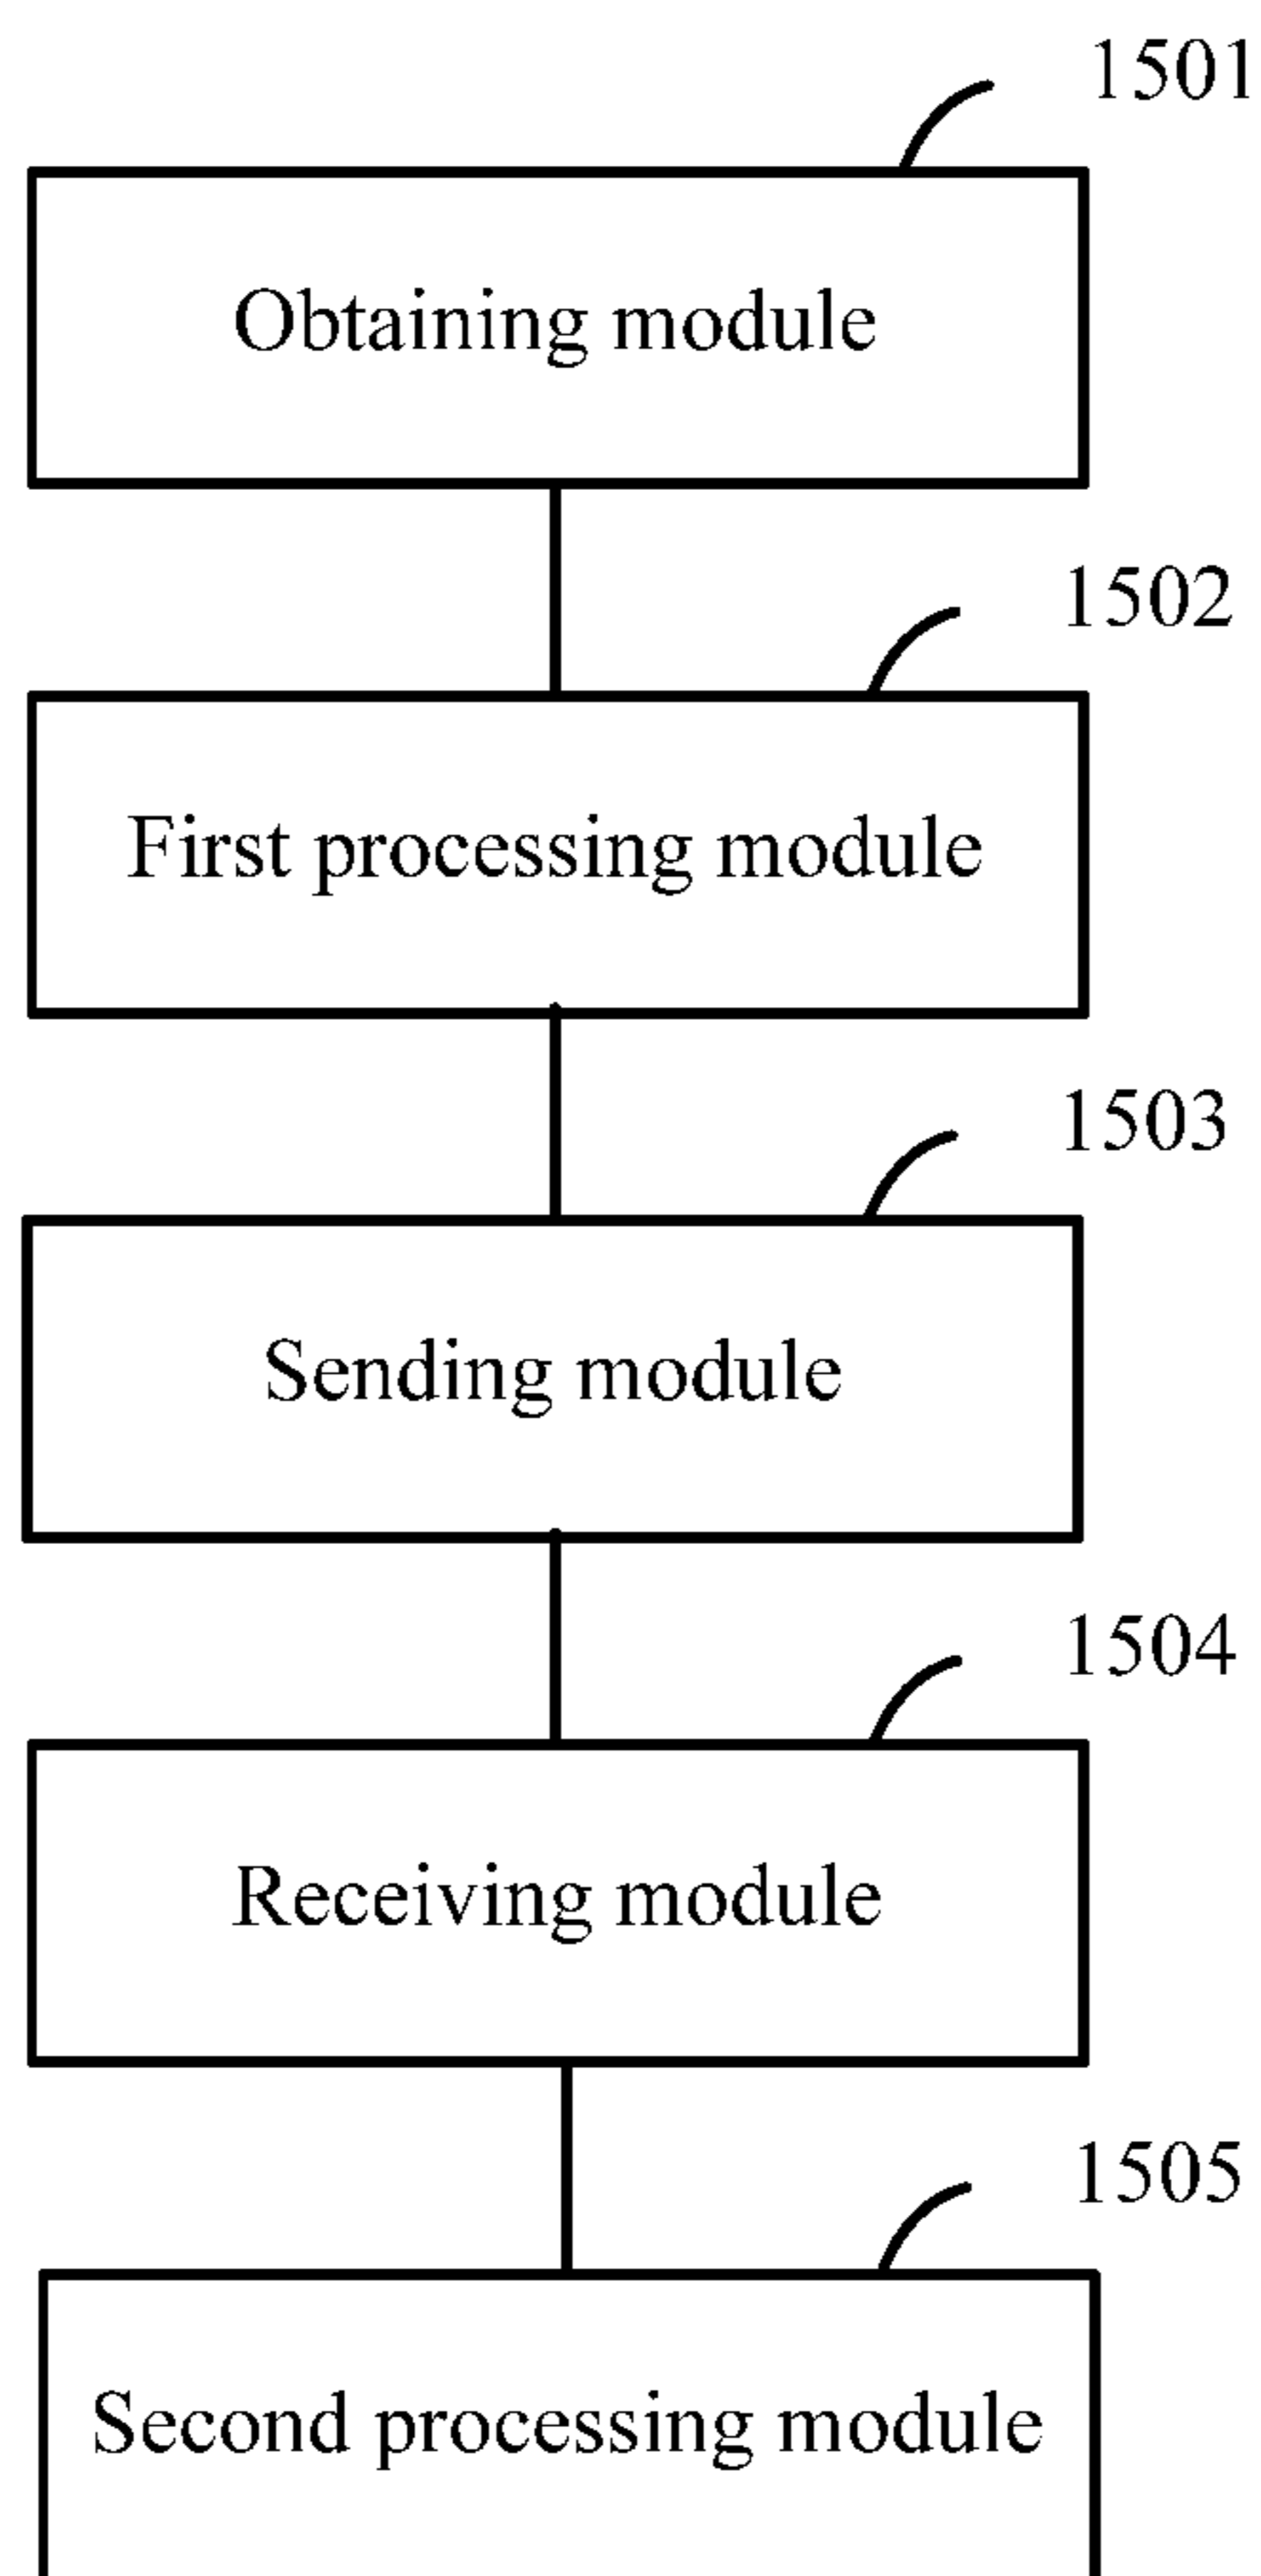 1501
Obtaining module
1502
First processing module
1503
Sending module
1504
Receiving module
1505
Second processing module